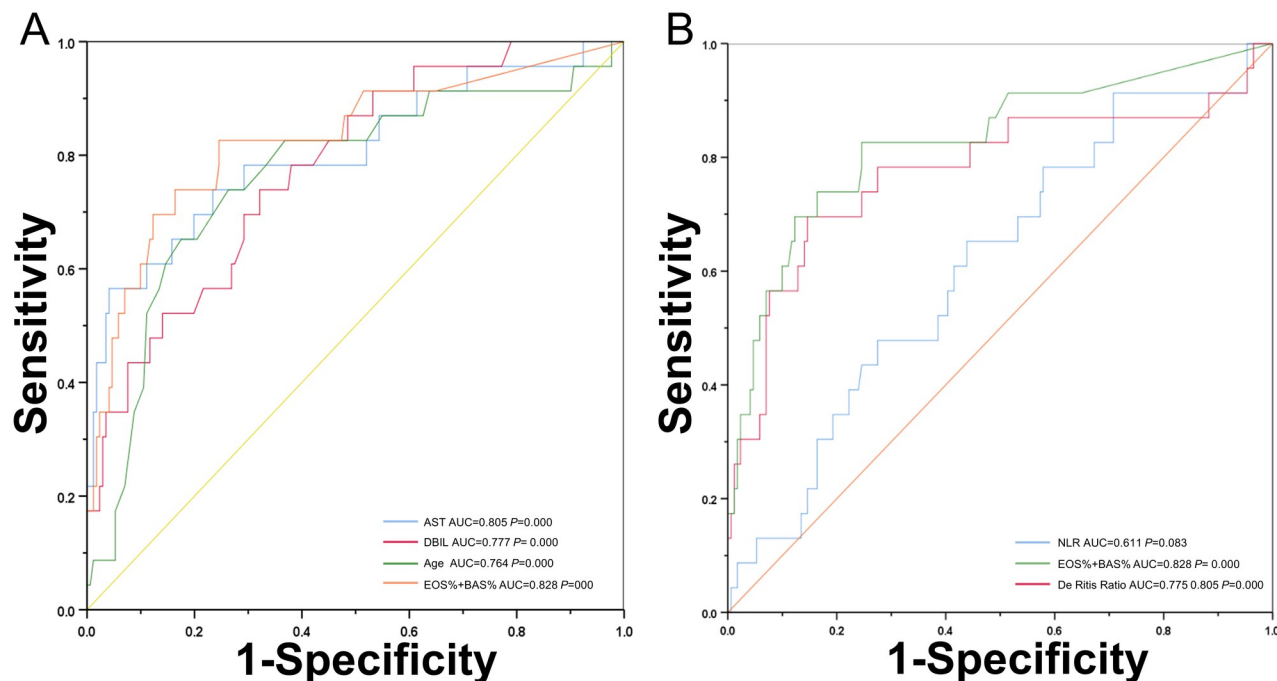 A
1.0
0.8
0.6
0.4
0.2
0.0
Sensitivity
AST AUC=0.805 P=0.000
DBIL AUC=0.777 P= 0.000
Age AUC=0.764 P=0.000
EOS%+BAS% AUC=0.828 P=000
0.0 0.2 0.4 0.6 0.8 1.0
1-Specificity
B
1.0
0.8
0.6
0.4
0.2
0.0
Sensitivity
NLR AUC=0.611 P=0.083
EOS%+BAS% AUC=0.828 P= 0.000
De Ritis Ratio AUC=0.775 0.805 P=0.000
0.0 0.2 0.4 0.6 0.8 1.0
1-Specificity